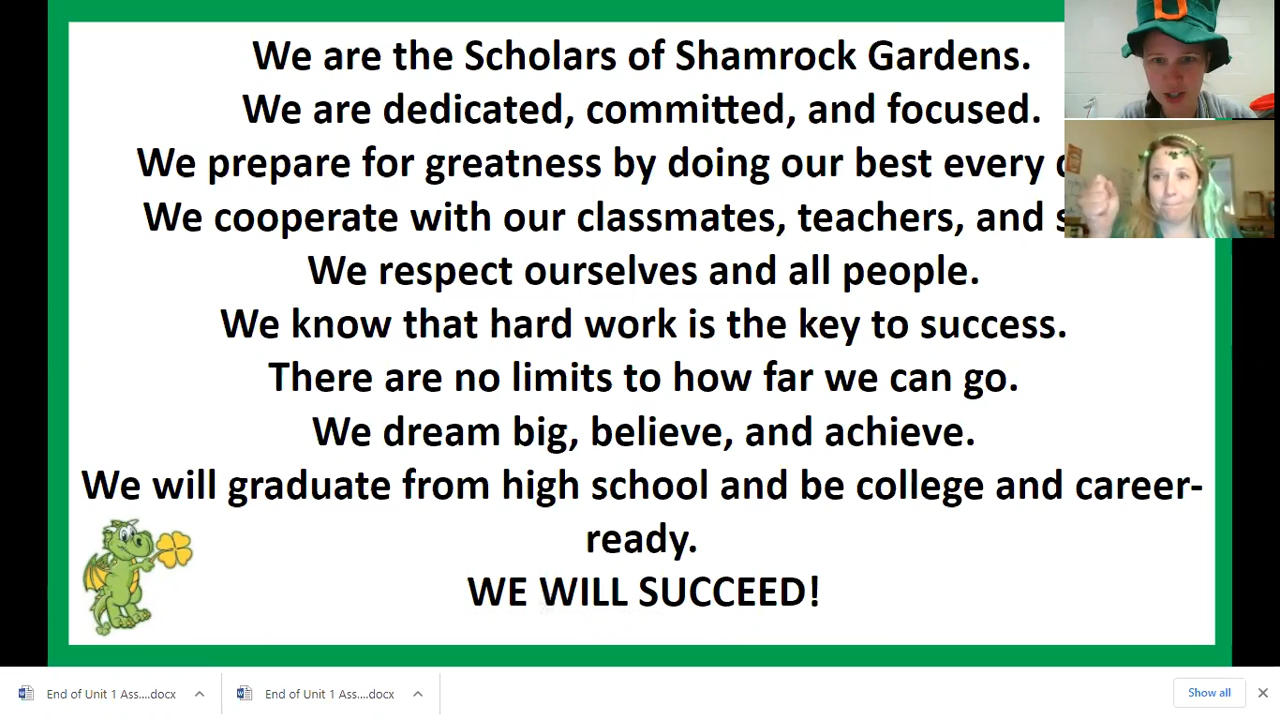 We are the Scholars of Shamrock Gardens.
We are dedicated, committed, and focused.
We prepare for greatness by doing our best every
We cooperate with our classmates, teachers, and
We respect ourselves and all people.
We know that hard work is the key to success.
There are no limits to how far we can go.
We dream big, believe, and achieve.
We will graduate from high school and be college and career-
ready.
WE WILL SUCCEED!
End of Unit 1 Ass....docx
End of Unit 1 Ass....docx
Show all